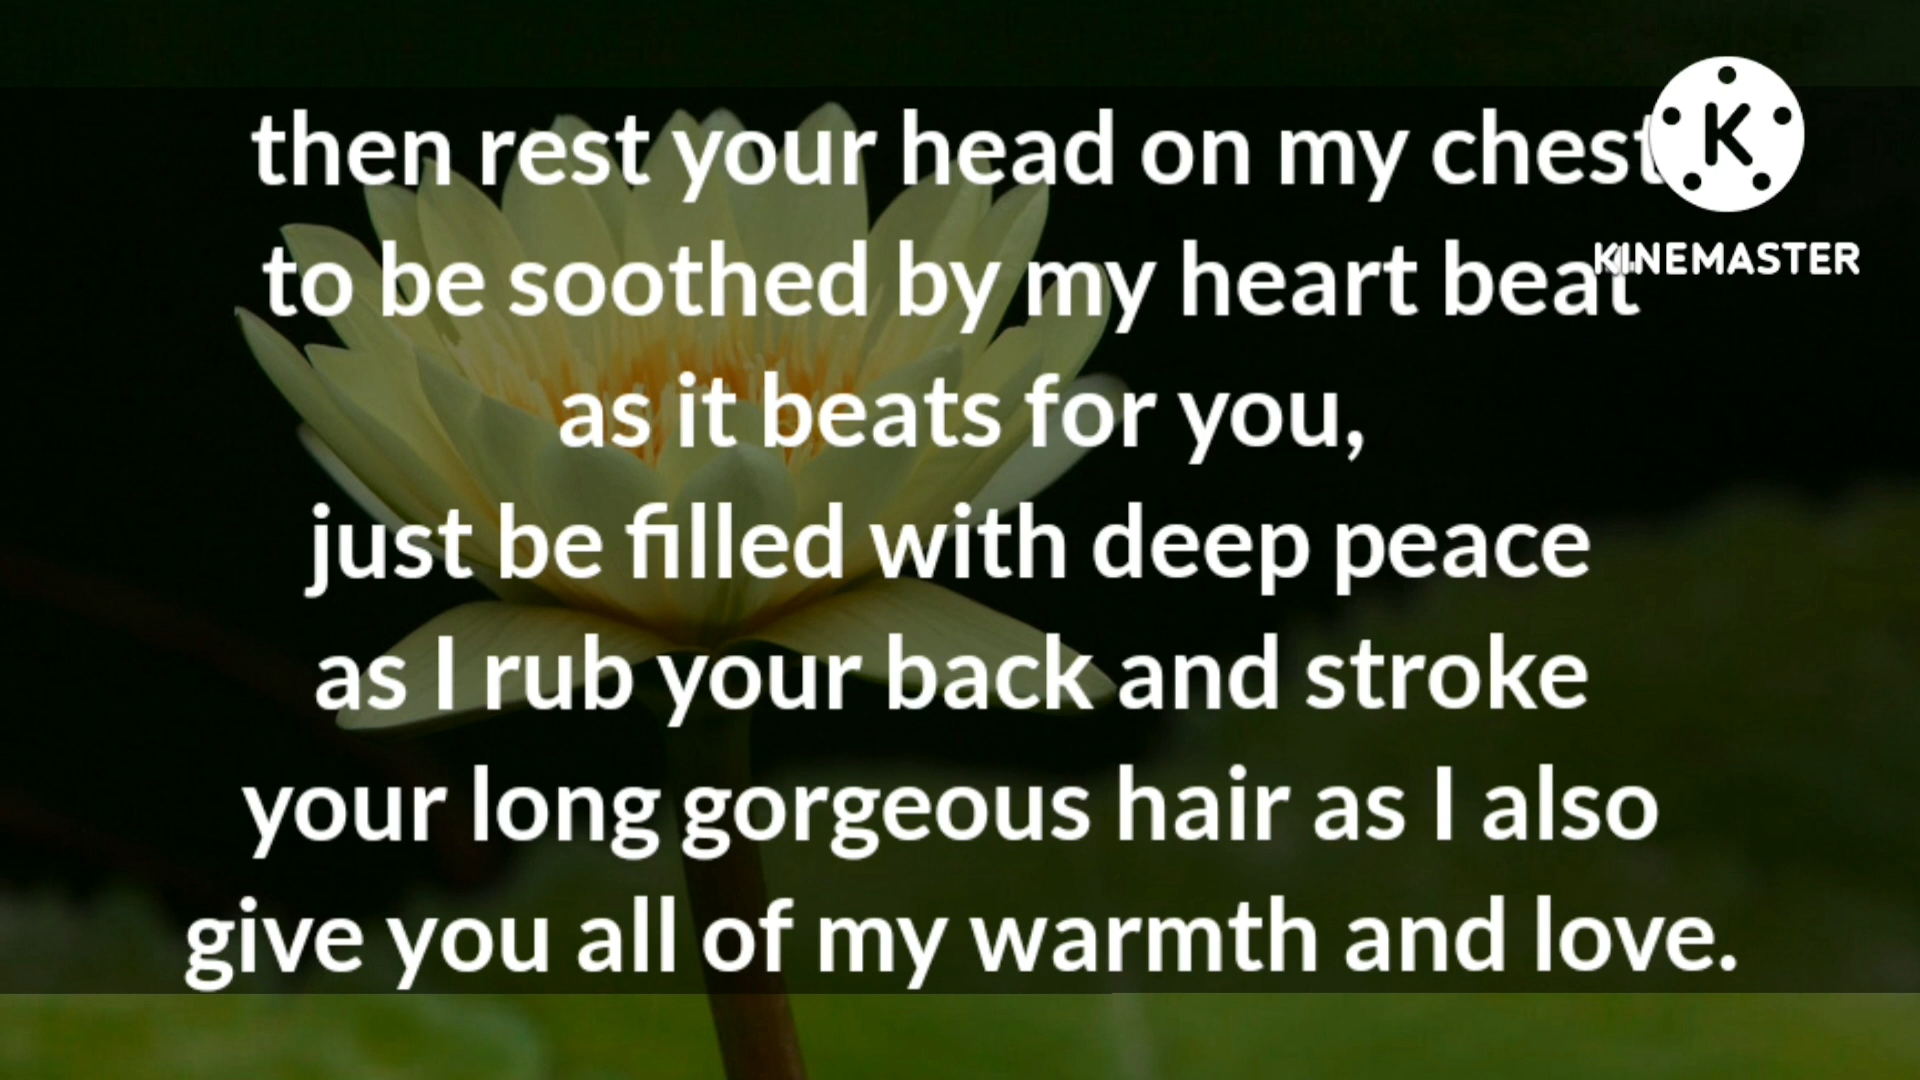 then rest your head on my chest
to be soothed by my heart beat
as it beats for you,
just be filled with deep peace
as I rub your back and stroke
your long gorgeous hair as I also
give you all of my warmth and love.
K
KINEMASTER